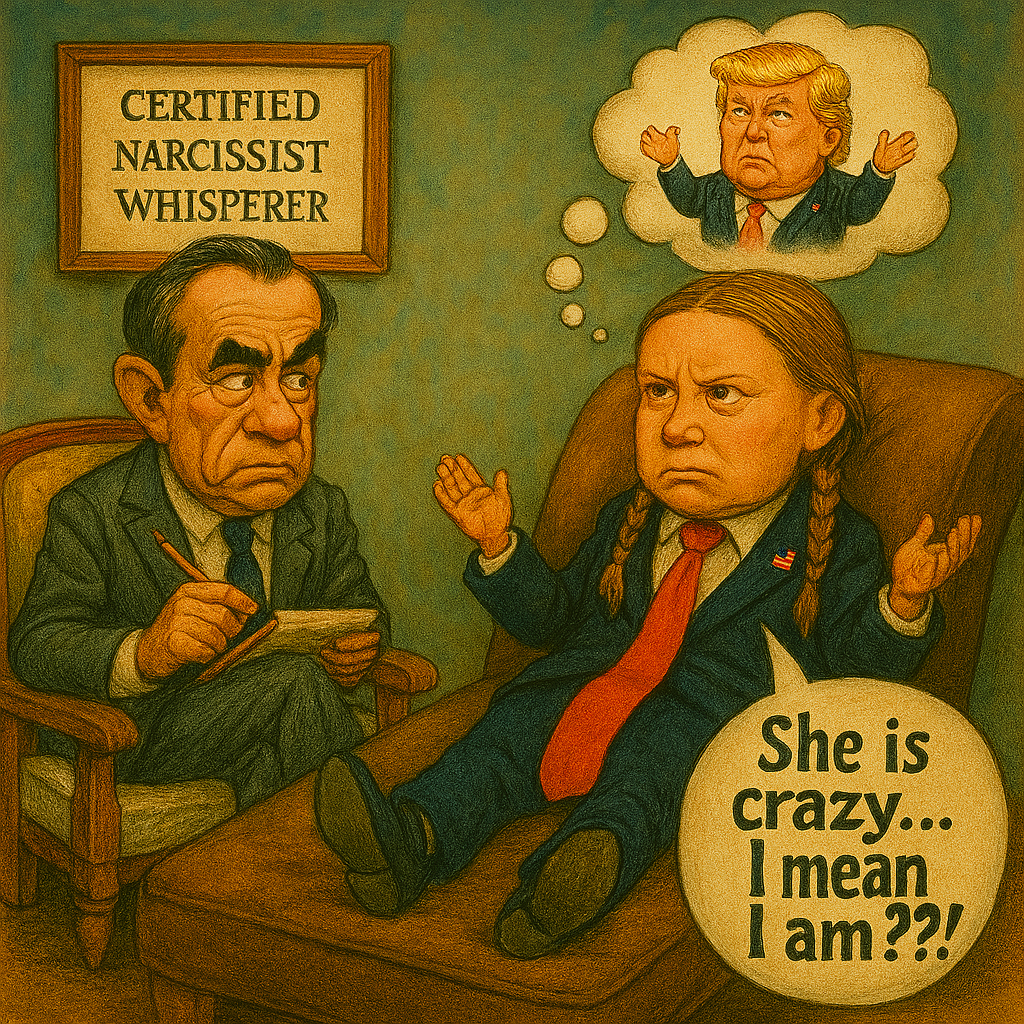 CERTIFIED
NARCISSIST
WHISPERER
She is
crazy...
I mean
I am??!